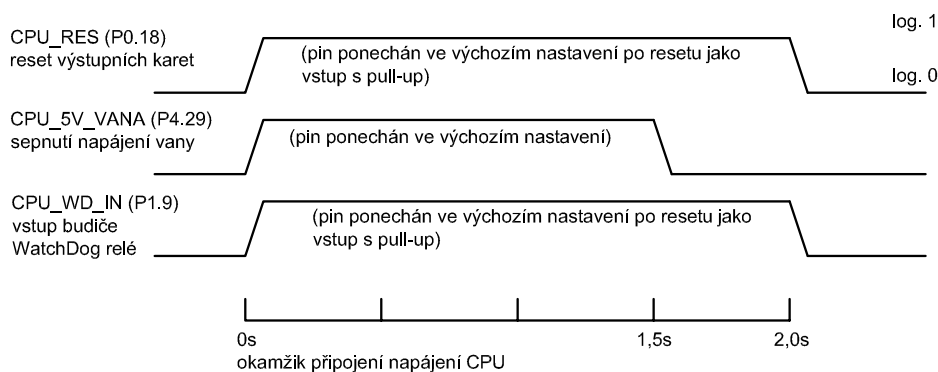 CPU_RES (P0.18)
reset výstupních karet
(pin ponechán ve výchozím nastavení po resetu jako
vstup s pull-up)
log. 1
log. 0
CPU_5V_VANA (P4.29)
sepnutí napájení vany
(pin ponechán ve výchozím nastavení)
CPU_WD_IN (P1.9)
vstup budiče
WatchDog relé
(pin ponechán ve výchozím nastavení po resetu jako
vstup s pull-up)
0s
1,5s
2,0s
okamžik připojení napájení CPU